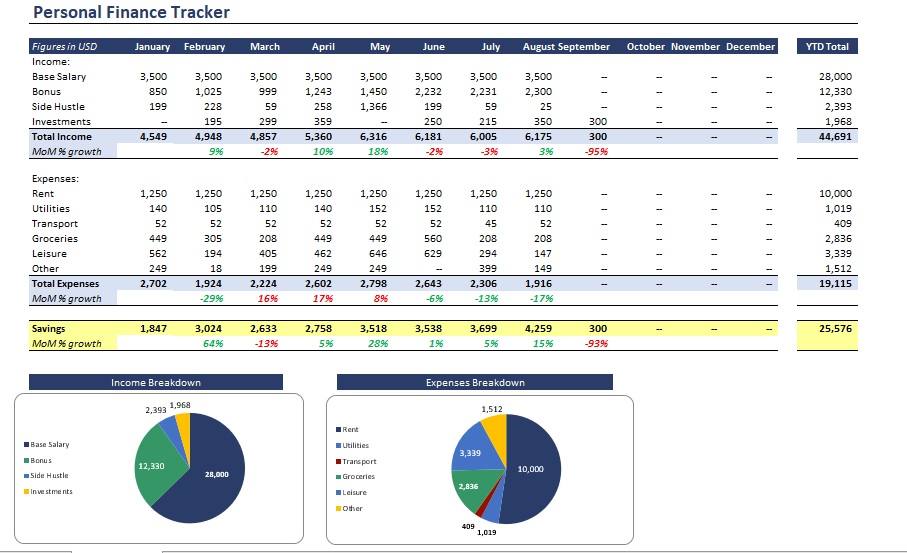 Personal Finance Tracker
Figures in USD January February March April May June July August September October November December YTD Total
Income:
Base Salary 3,500 3,500 3,500 3,500 3,500 3,500 3,500 3,500 -- -- -- -- 28,000
Bonus 850 1,025 999 1,243 1,450 2,232 2,231 2,300 -- -- -- -- 12,330
Side Hustle 199 228 59 258 1,366 199 59 25 -- -- -- -- 2,393
Investments -- 195 299 359 -- 250 215 350 300 -- -- -- 1,968
Total Income 4,549 4,948 4,857 5,360 6,316 6,181 6,005 6,175 300 -- -- -- 44,691
MoM % growth 9% -2% 10% 18% -2% -3% 3% -95%
Expenses:
Rent 1,250 1,250 1,250 1,250 1,250 1,250 1,250 1,250 -- -- -- -- 10,000
Utilities 140 105 110 140 152 152 110 110 -- -- -- -- 1,019
Transport 52 52 52 52 52 52 45 52 -- -- -- -- 409
Groceries 449 305 208 449 449 560 208 208 -- -- -- -- 2,836
Leisure 562 194 405 462 646 629 294 147 -- -- -- -- 3,339
Other 249 18 199 249 249 -- 399 149 -- -- -- -- 1,512
Total Expenses 2,702 1,924 2,224 2,602 2,798 2,643 2,306 1,916 -- -- -- -- 19,115
MoM % growth -29% 16% 17% 8% -6% -13% -17%
Savings 1,847 3,024 2,633 2,758 3,518 3,538 3,699 4,259 300 -- -- -- 25,576
MoM % growth 64% -13% 5% 28% 1% 5% 15% -93%
Income Breakdown
Base Salary
Bonus
Side Hustle
Investments
2,393 1,968
12,330
28,000
Expenses Breakdown
Rent
Utilities
Transport
Groceries
Leisure
Other
1,512
3,339
10,000
2,836
409
1,019